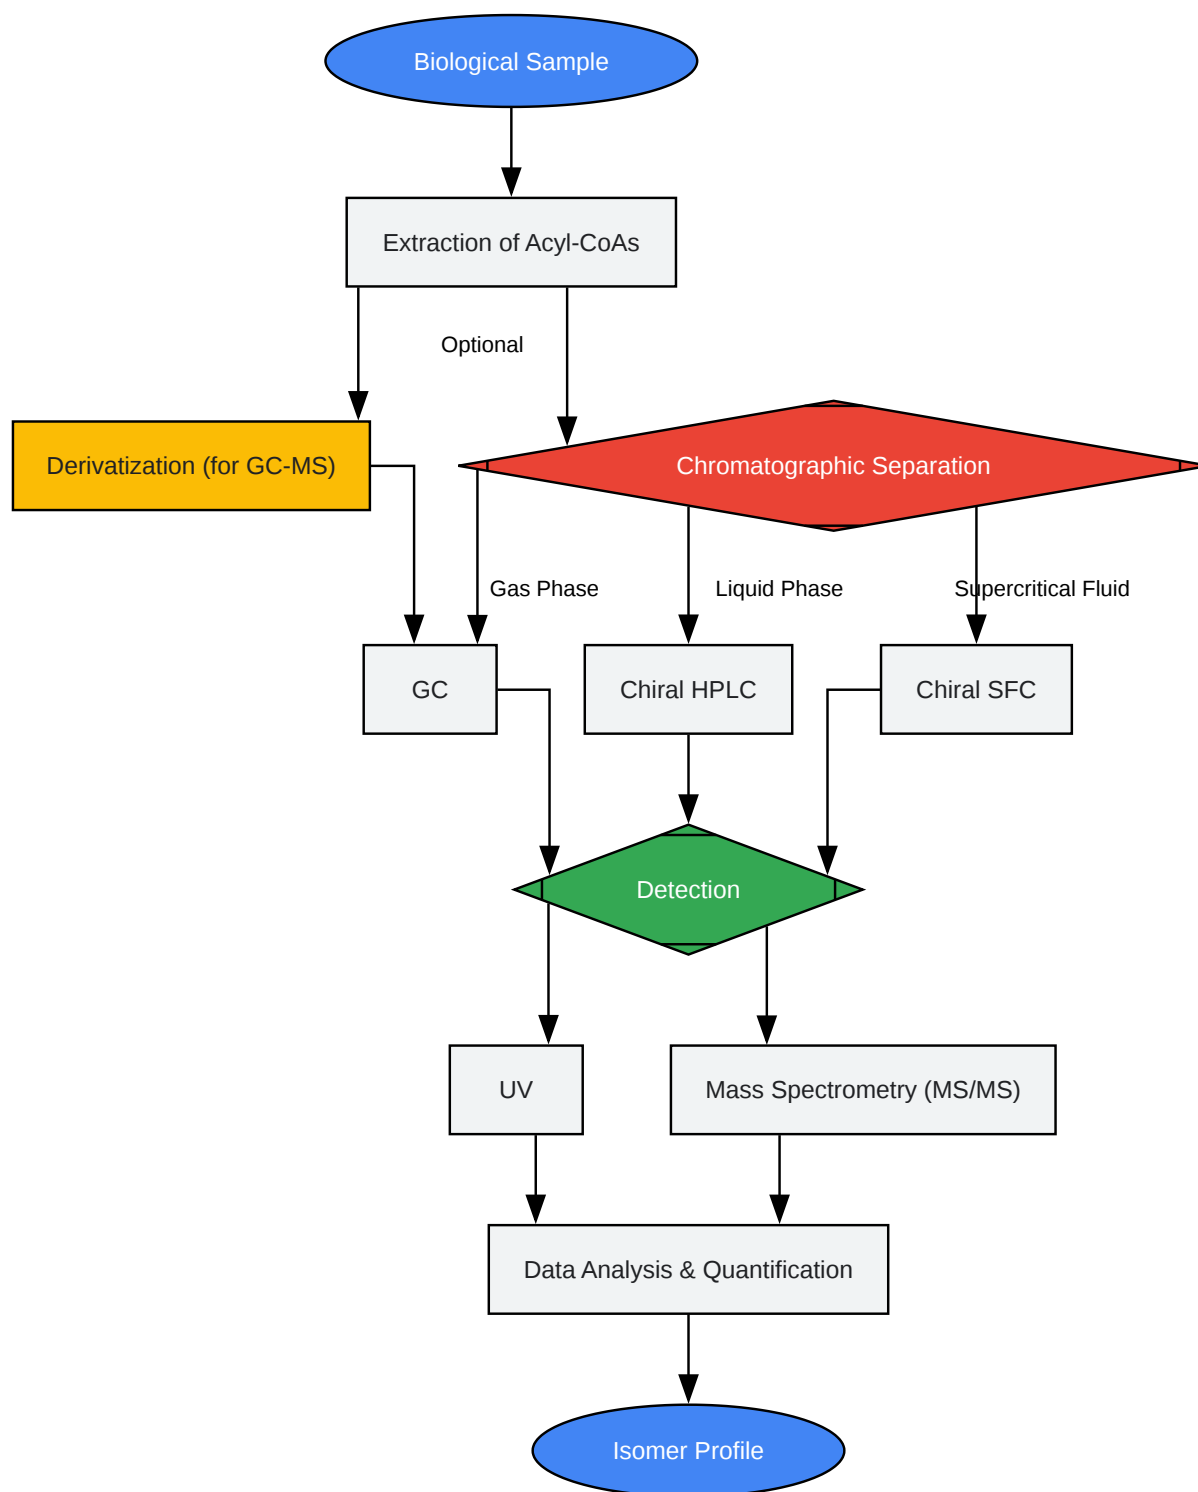 Biological Sample
Extraction of Acyl-CoAs
Optional
Derivatization (for GC-MS)
Chromatographic Separation
Gas Phase
Liquid Phase
Supercritical Fluid
GC
Chiral HPLC
Chiral SFC
Detection
UV
Mass Spectrometry (MS/MS)
Data Analysis & Quantification
Isomer Profile